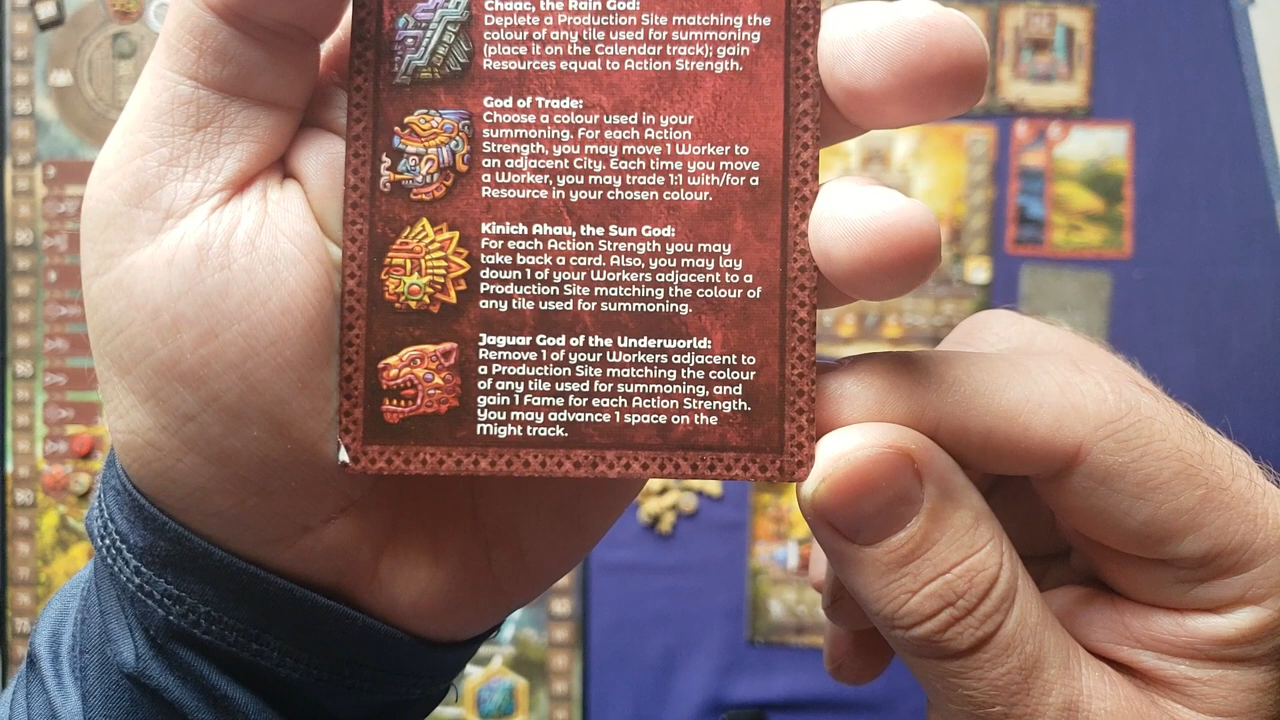 Chaac, the Rain God:
Deplete a Production Site matching the
colour of any tile used for summoning
(place it on the Calendar track); gain
Resources equal to Action Strength.
God of Trade:
Choose a colour used in your
summoning. For each Action
Strength, you may move 1 Worker to
an adjacent City. Each time you move
a Worker, you may trade 1:1 with/for a
Resource in your chosen colour.
Kinich Ahau, the Sun God:
For each Action Strength you may
take back a card. Also, you may lay
down 1 of your Workers adjacent to a
Production Site matching the colour of
any tile used for summoning.
Jaguar God of the Underworld:
Remove 1 of your Workers adjacent to
a Production Site matching the colour
of any tile used for summoning, and
gain 1 Fame for each Action Strength.
You may advance 1 space on the
Might track.